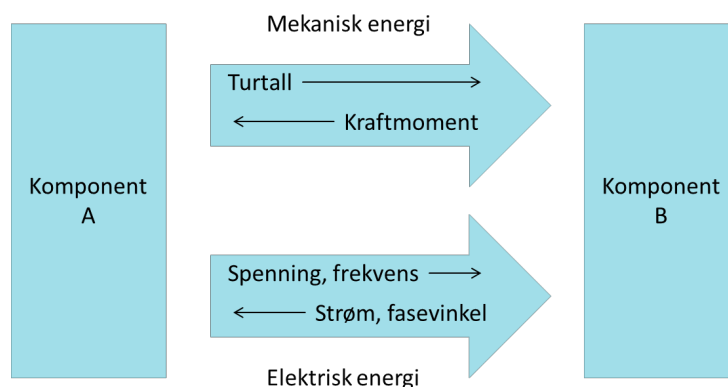 Mekanisk energi
Turtall
Kraftmoment
Komponent
A
Komponent
B
Spenning, frekvens
Strøm, fasevinkel
Elektrisk energi